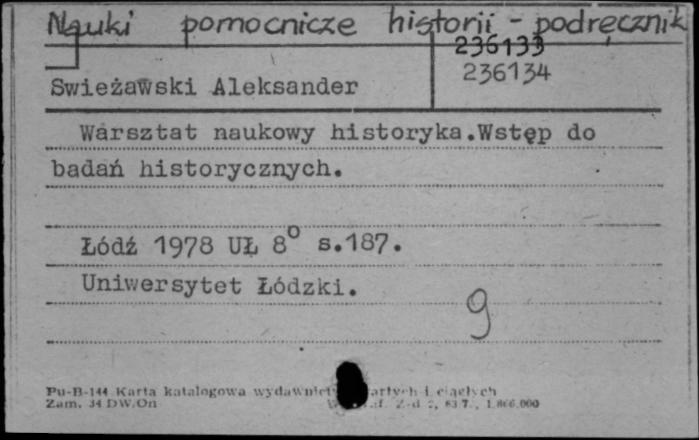 Nauki pomocnicze historii - podręcznik
236133
Swieżawski Aleksander
236134
Warsztat naukowy historyka.Wstęp do
badań historycznych.
Łódź 1978 UŁ 8° s.187.
Uniwersytet Łódzki.
9
Pu-B-144 Karta katalogowa i ciągłych
Zam. 34 DW.On